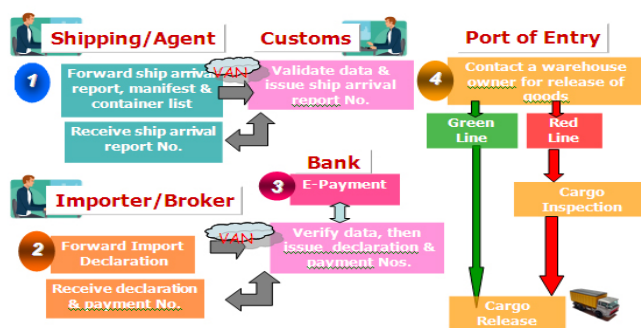 Shipping/Agent
Customs
Port of Entry
1
Forward ship arrival
report, manifest &
container list
VAN
Validate data &
issue ship arrival
report No.
4
Contact a warehouse
owner for release of
goods
Receive ship arrival
report No.
Green
Line
Red
Line
Bank
3
E-Payment
Importer/Broker
Cargo
Inspection
2
Forward Import
Declaration
VAN
Verify data, then
issue declaration &
payment Nos.
Receive declaration
& payment No.
Cargo
Release